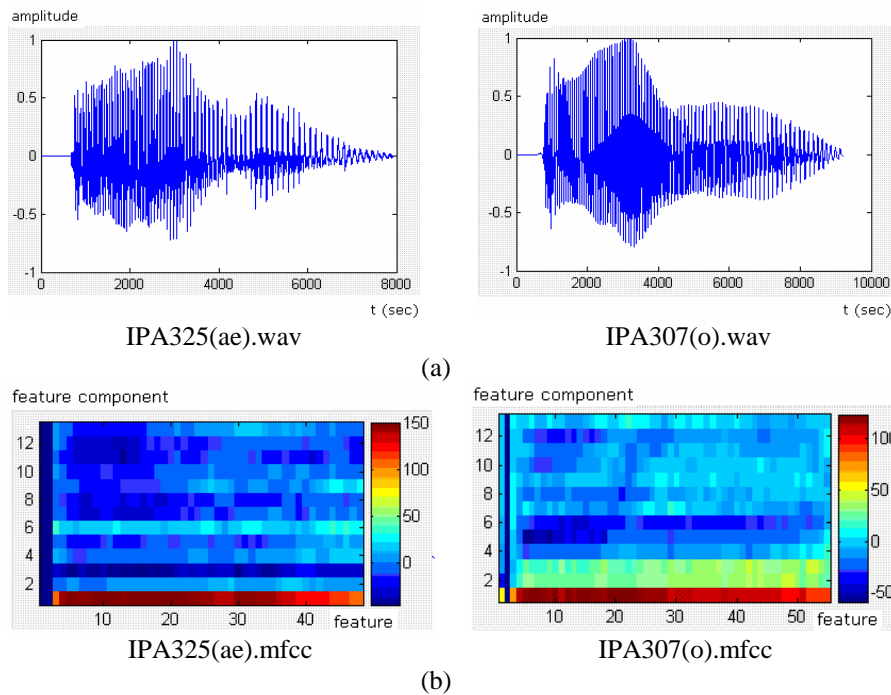 amplitude
1
0.5
0
-0.5
-1
0 2000 4000 6000 8000
t (sec)
IPA325(ae).wav
amplitude
1
0.5
0
-0.5
-1
0 2000 4000 6000 8000 10000
t (sec)
IPA307(o).wav
(a)
feature component
12
10
8
6
4
2
10 20 30 40
feature
150
100
50
0
IPA325(ae).mfcc
feature component
12
10
8
6
4
2
10 20 30 40 50
feature
100
50
0
-50
IPA307(o).mfcc
(b)